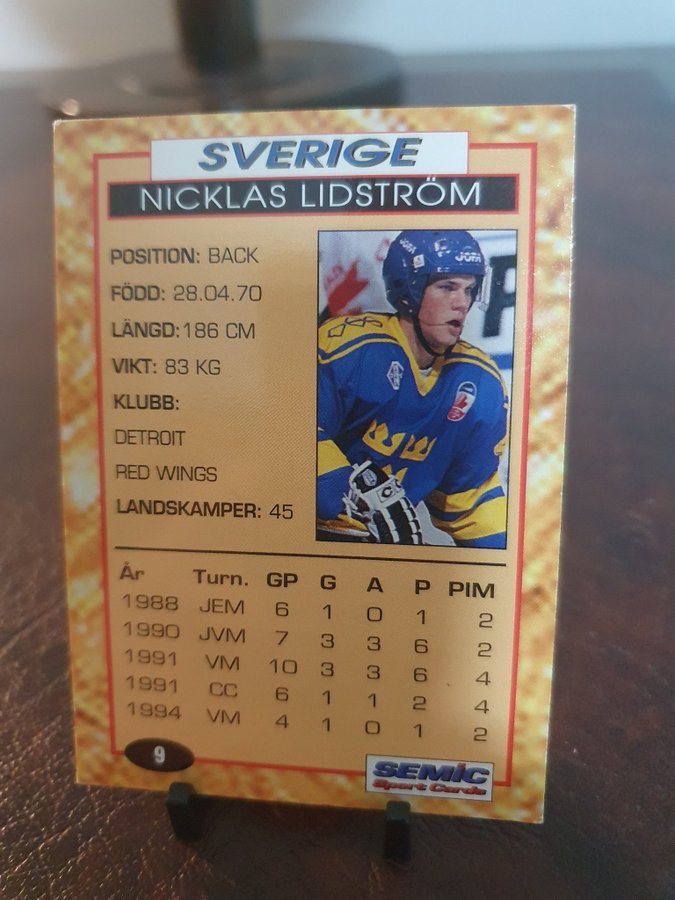 SVERIGE
NICKLAS LIDSTRÖM
POSITION: BACK
FÖDD: 28.04.70
LÄNGD:186 CM
VIKT: 83 KG
KLUBB:
DETROIT
RED WINGS
LANDSKAMPER: 45
JOFA
År Turn. GP G A P PIM
1988 JEM 6 1 0 1 2
1990 JVM 7 3 3 6 2
1991 VM 10 3 3 6 4
1991 CC 6 1 1 2 4
1994 VM 4 1 0 1 2
9
SEMIC
Sport Cards